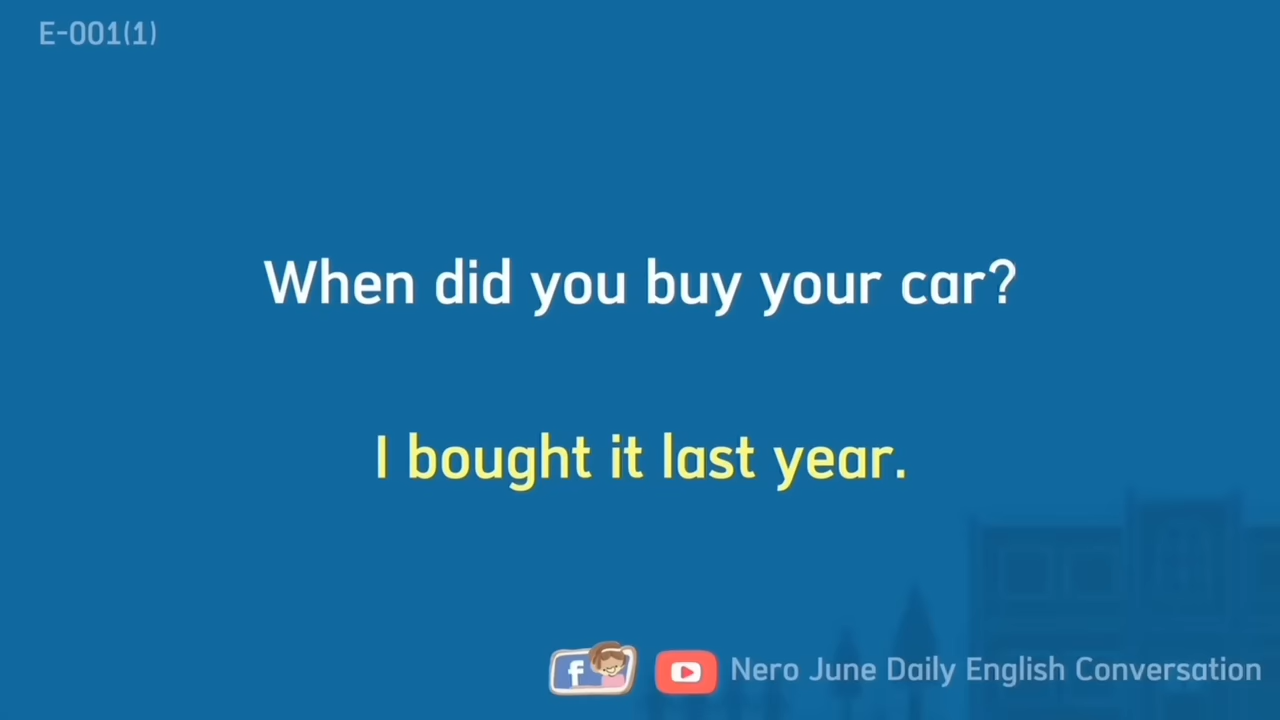 E-001(1)
When did you buy your car?
I bought it last year.
f
Nero June Daily English Conversation